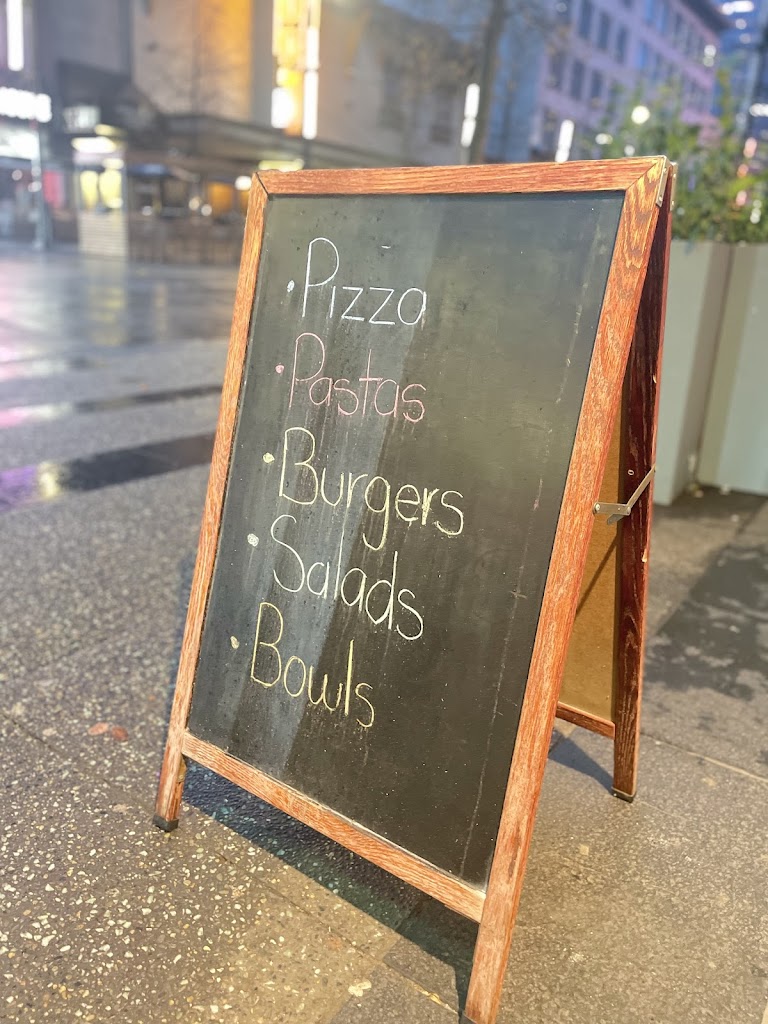 · Pizza
· Pastas
· Burgers
· Salads
· Bowls